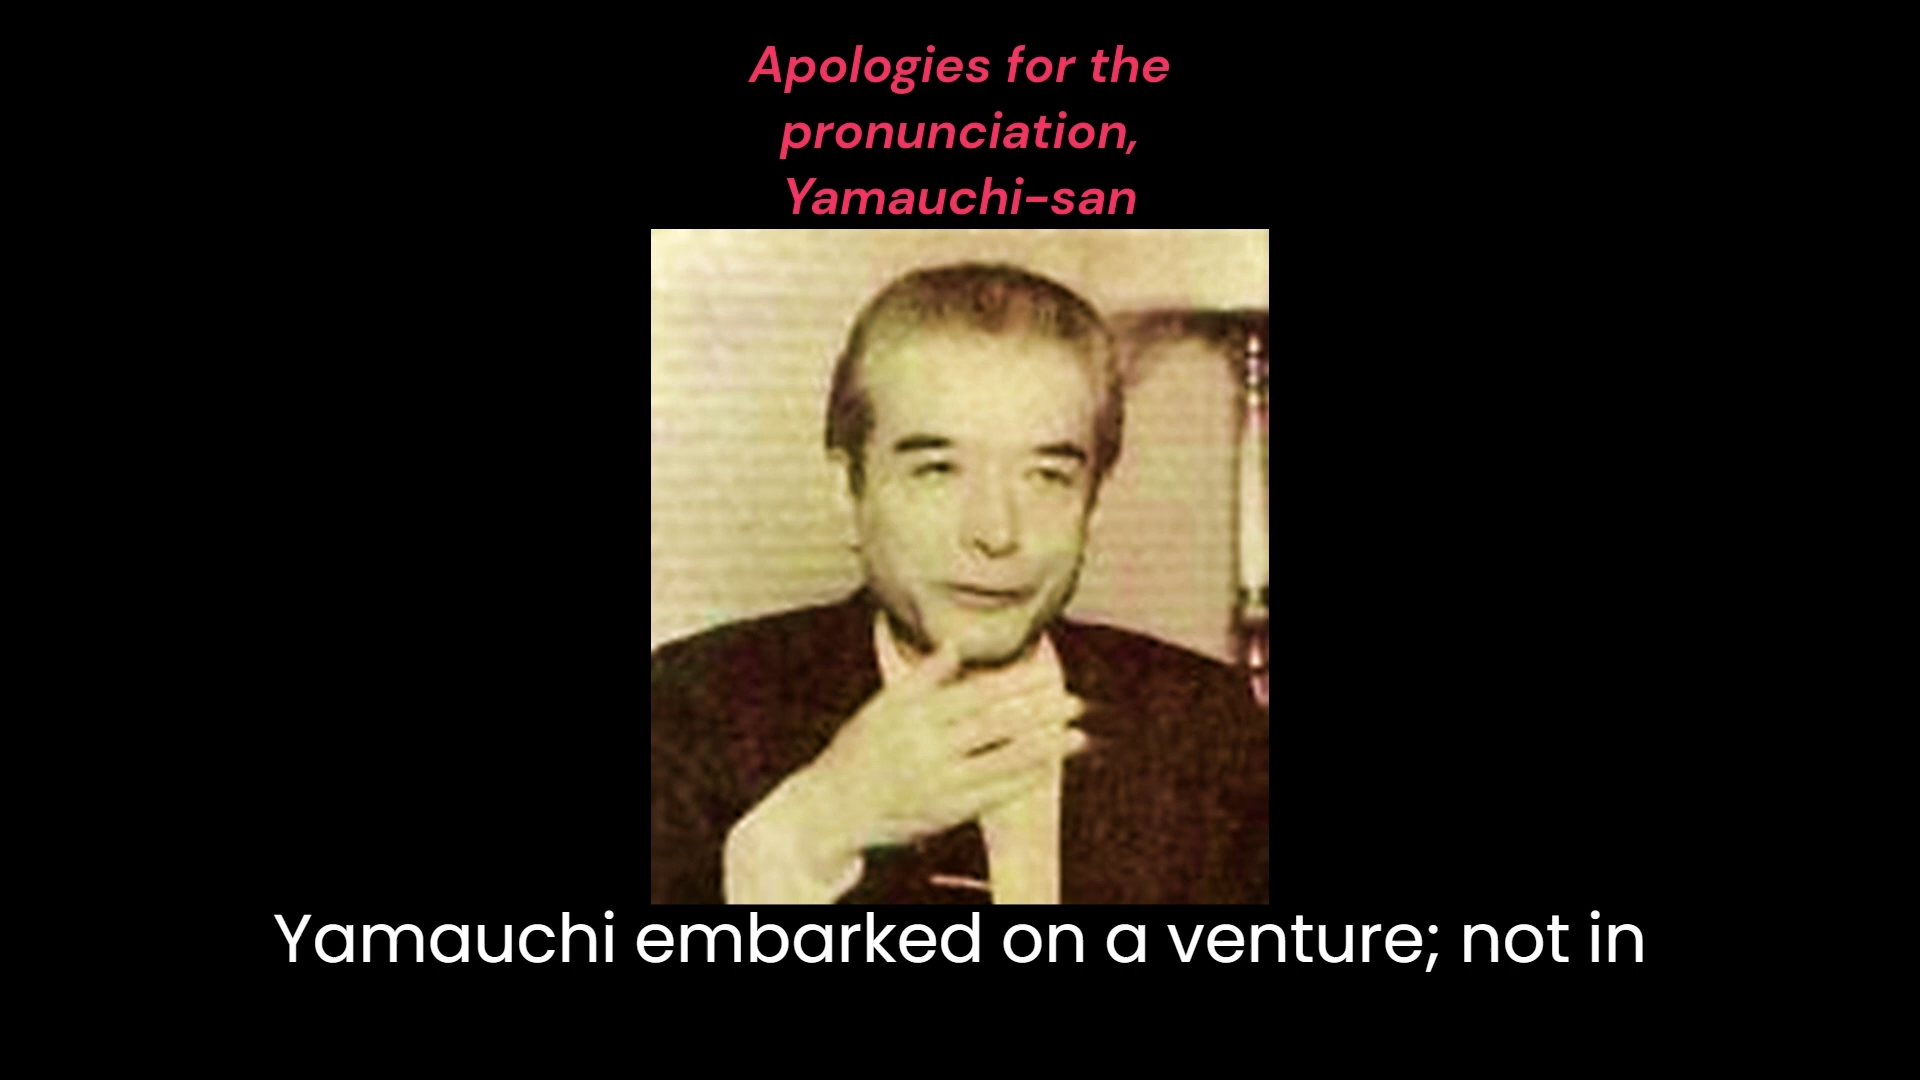 Apologies for the
pronunciation,
Yamauchi-san
Yamauchi embarked on a venture; not in